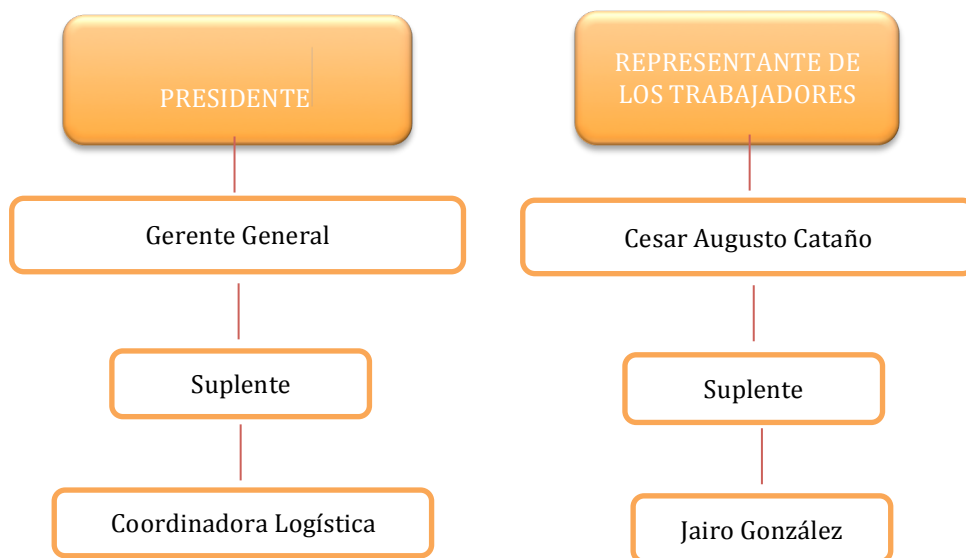 PRESIDENTE
Gerente General
Suplente
Coordinadora Logística
REPRESENTANTE DE
LOS TRABAJADORES
Cesar Augusto Cataño
Suplente
Jairo González